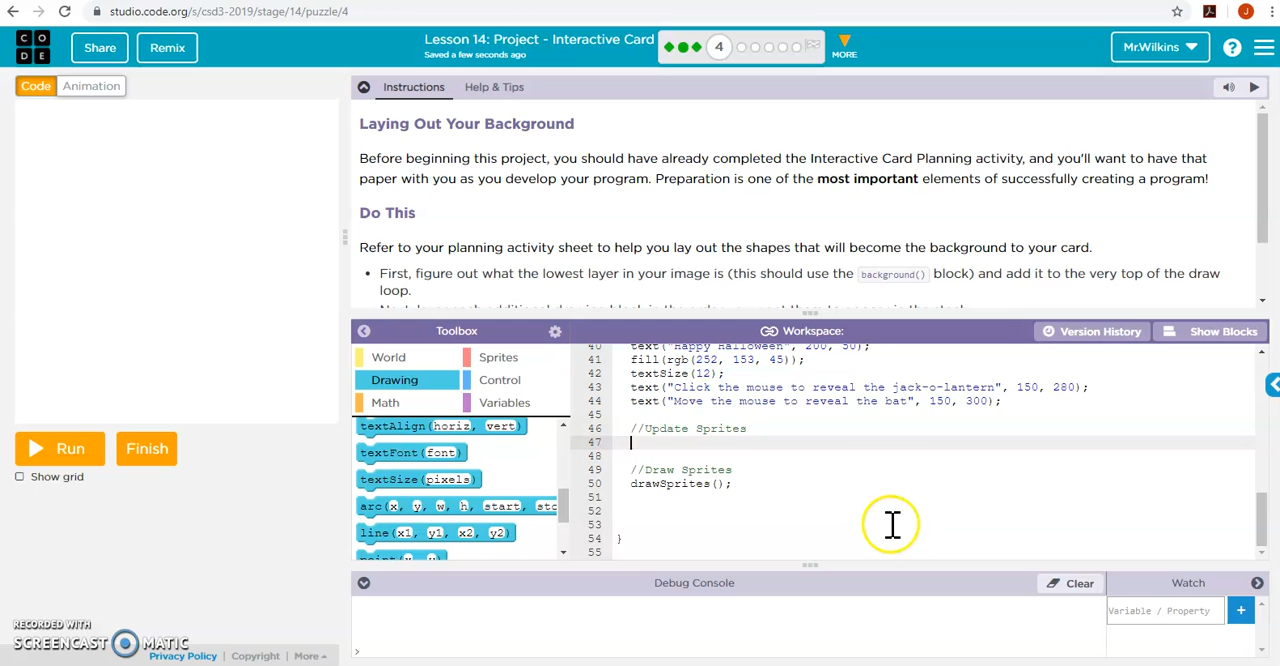 studio.code.org/s/csd3-2019/stage/14/puzzle/4
J
CO
DE
Share
Remix
Lesson 14: Project - Interactive Card
Saved a few seconds ago
4
MORE
Mr.Wilkins
?
Code
Animation
Instructions
Help & Tips
Laying Out Your Background
Before beginning this project, you should have already completed the Interactive Card Planning activity, and you'll want to have that
paper with you as you develop your program. Preparation is one of the most important elements of successfully creating a program!
Do This
Refer to your planning activity sheet to help you lay out the shapes that will become the background to your card.
• First, figure out what the lowest layer in your image is (this should use the background() block) and add it to the very top of the draw
loop.
Toolbox
Workspace:
Version History
Show Blocks
World
Sprites
Drawing
Control
Math
Variables
textAlign(horiz, vert)
textFont(font)
textSize(pixels)
arc(x, y, w, h, start, sto
line(x1, y1, x2, y2)
40 text("Happy Halloween", 200, 50);
41 fill(rgb(252, 153, 45));
42 textSize(12);
43 text("Click the mouse to reveal the jack-o-lantern", 150, 280);
44 text("Move the mouse to reveal the bat", 150, 300);
45
46 //Update Sprites
47
48
49 //Draw Sprites
50 drawSprites();
51
52
53
54 }
55
Run
Finish
Show grid
Debug Console
Clear
Watch
Variable / Property
+
>
RECORDED WITH
SCREENCAST MATIC
Privacy Policy
Copyright
More